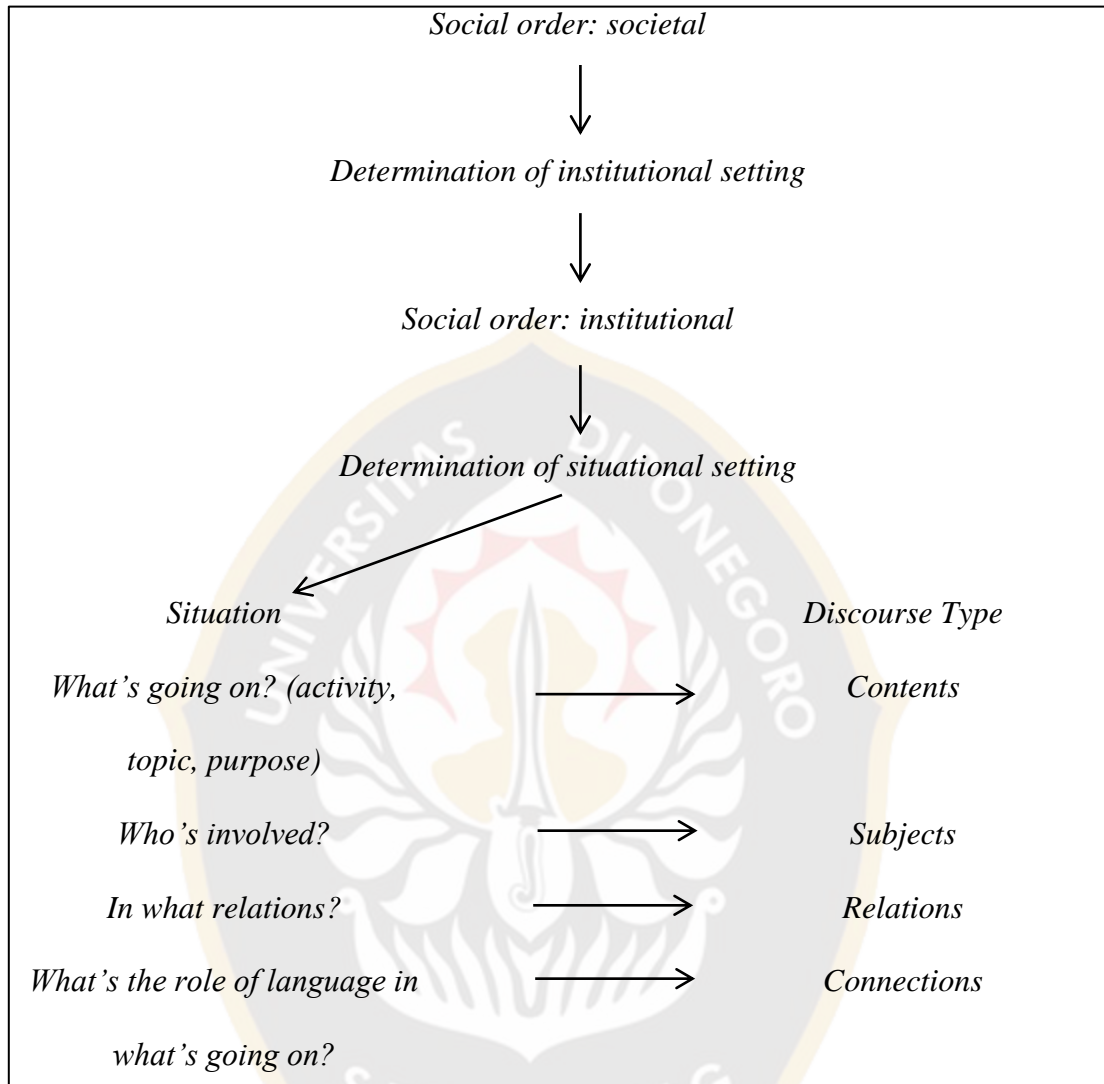 Social order: societal
Determination of institutional setting
Social order: institutional
Determination of situational setting
Situation
Discourse Type
What’s going on? (activity,
topic, purpose)
Contents
Who’s involved?
Subjects
In what relations?
Relations
What’s the role of language in
what’s going on?
Connections
UNIVERSITAS DIPONEGORO